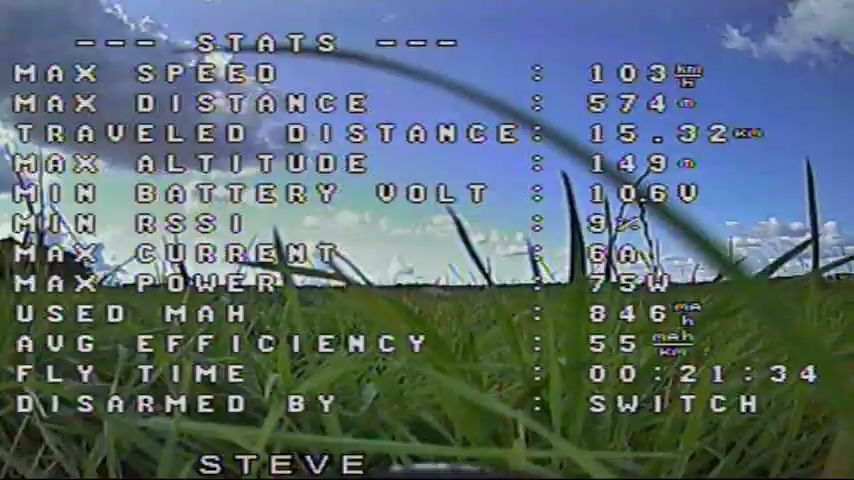 --- STATS ---
MAX SPEED : 103 km/h
MAX DISTANCE : 574 m
TRAVELED DISTANCE: 15.32 km
MAX ALTITUDE : 149 m
MIN BATTERY VOLT : 10.6V
MIN RSSI : 9%
MAX CURRENT : 6A
MAX POWER : 75W
USED MAH : 846 mAh
AVG EFFICIENCY : 55 mAh/km
FLY TIME : 00:21:34
DISARMED BY : SWITCH
STEVE